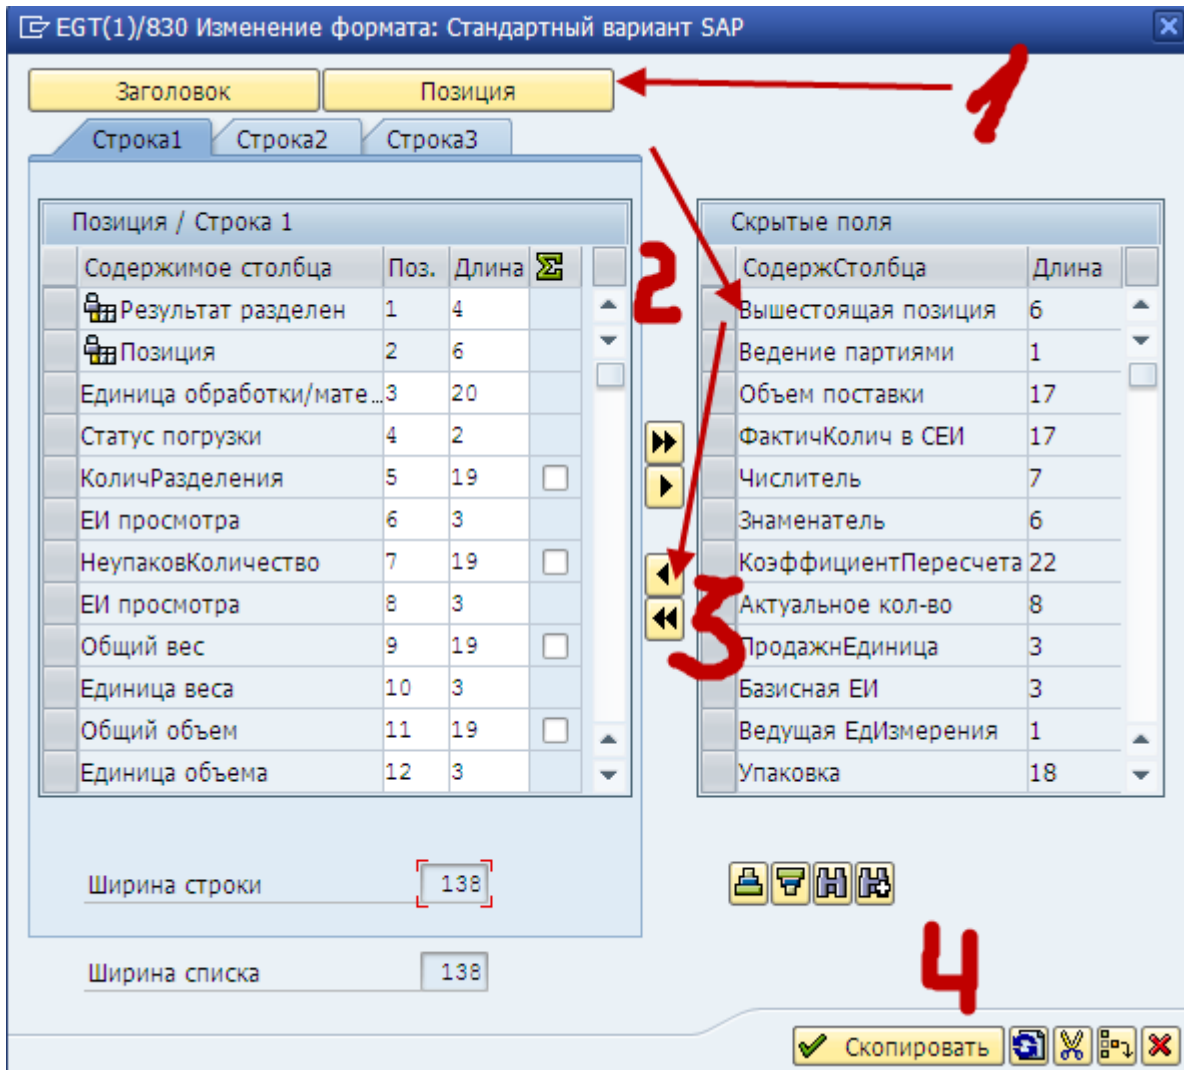 EGT(1)/830 Изменение формата: Стандартный вариант SAP
1
Заголовок Позиция
Строка1 Строка2 Строка3
Позиция / Строка 1 Скрытые поля
2
Содержимое столбца Поз. Длина Σ СодержСтолбца Длина
Результат разделен 1 4 Вышестоящая позиция 6
Позиция 2 6 Ведение партиями 1
Единица обработки/мате… 3 20 Объем поставки 17
Статус погрузки 4 2 ФактичКолич в СЕИ 17
КоличРазделения 5 19 Числитель 7
ЕИ просмотра 6 3 Знаменатель 6
НеупаковКоличество 7 19 КоэффициентПересчета 22
3
ЕИ просмотра 8 3 Актуальное кол-во 8
Общий вес 9 19 ПродажнЕдиница 3
Единица веса 10 3 Базисная ЕИ 3
Общий объем 11 19 Ведущая ЕдИзмерения 1
Единица объема 12 3 Упаковка 18
Ширина строки 138
Ширина списка 138
4
Скопировать